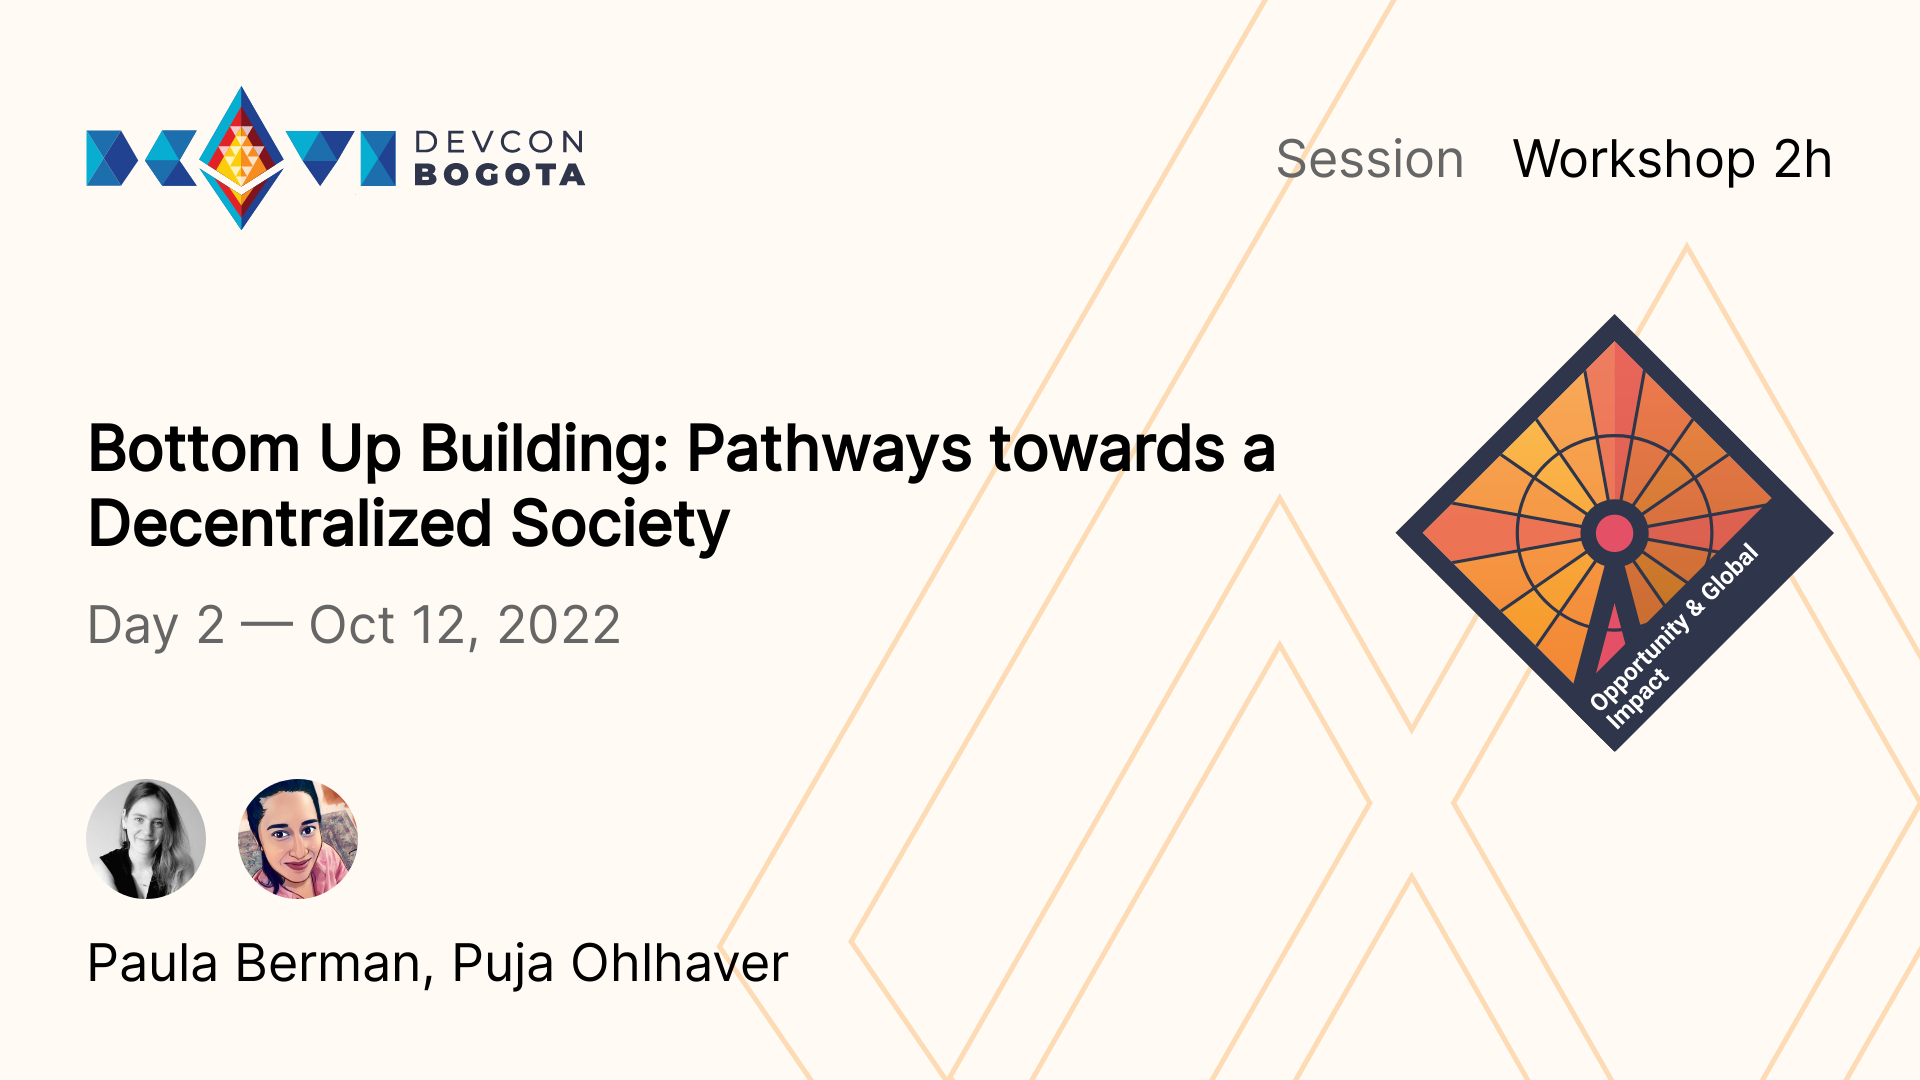 DEVCON
BOGOTA
Session Workshop 2h
Bottom Up Building: Pathways towards a
Decentralized Society
Day 2 — Oct 12, 2022
Opportunity & Global
Impact
Paula Berman, Puja Ohlhaver